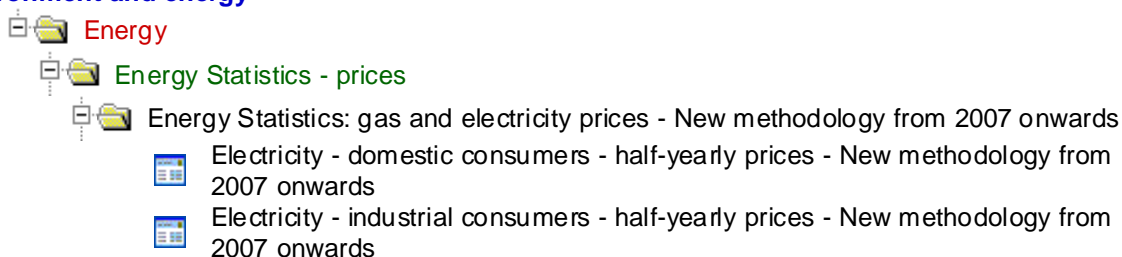 Energy
Energy Statistics - prices
Energy Statistics: gas and electricity prices - New methodology from 2007 onwards
Electricity - domestic consumers - half-yearly prices - New methodology from
2007 onwards
Electricity - industrial consumers - half-yearly prices - New methodology from
2007 onwards